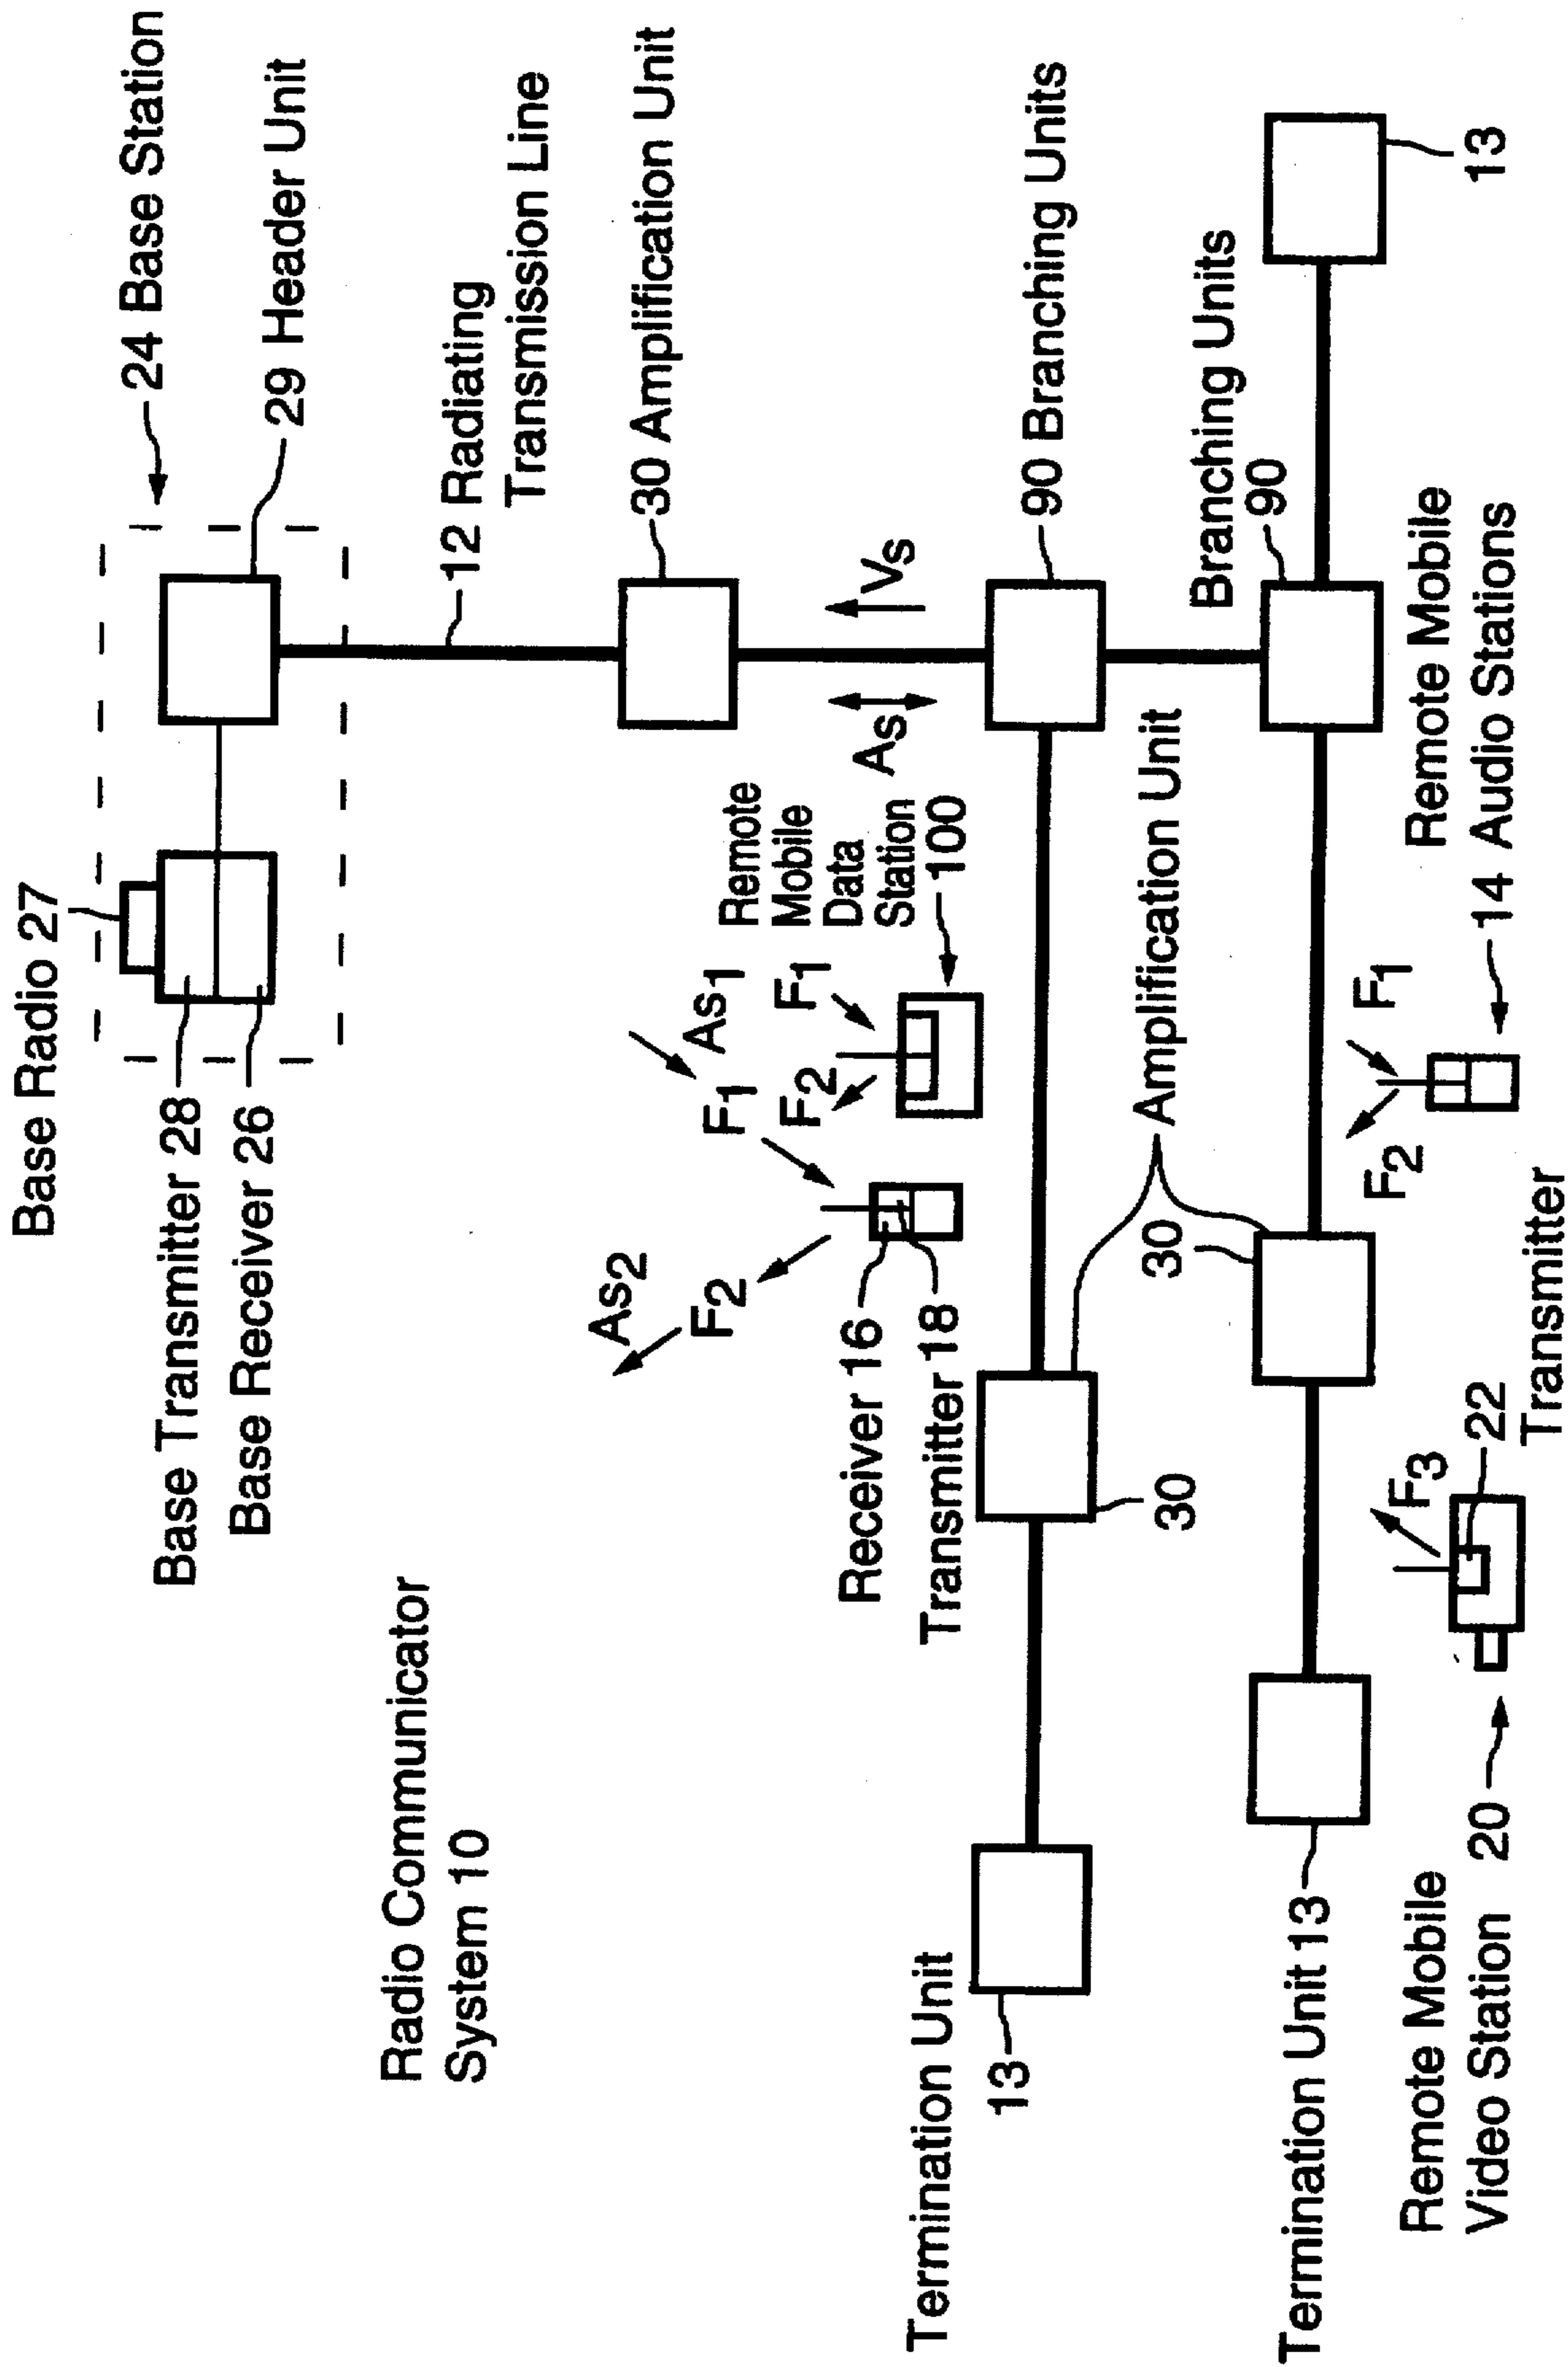 Base Radio 27
24 Base Station
Base Transmitter 28
Base Receiver 26
29 Header Unit
Radio Communicator
System 10
12 Radiating
Transmission Line
30 Amplification Unit
As2
F2
As1
F1
F2
F1
Remote
Mobile
Data
Station
100
As
Vs
Receiver 16
Transmitter 18
Termination Unit
13
30
Amplification Unit
90 Branching Units
30
Branching Units
90
13
Termination Unit 13
Remote Mobile
Video Station 20
F3
22
Transmitter
F2
F1
Remote Mobile
14 Audio Stations